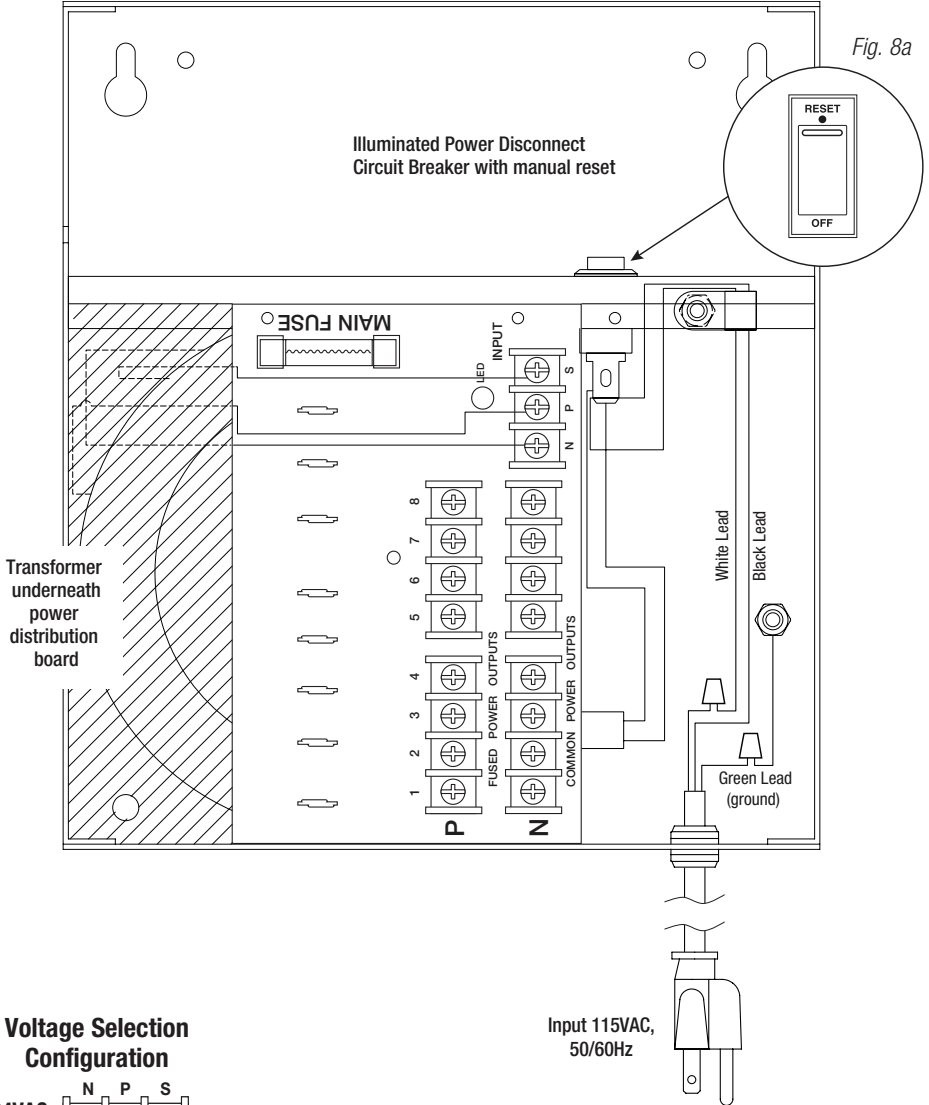 Fig. 8a
RESET
OFF
Illuminated Power Disconnect
Circuit Breaker with manual reset
MAIN FUSE
INPUT
LED
S
P
N
8
7
6
5
4
3
2
1
FUSED POWER OUTPUTS
COMMON POWER OUTPUTS
P
N
White Lead
Black Lead
Green Lead
(ground)
Transformer
underneath
power
distribution
board
Input 115VAC,
50/60Hz
Voltage Selection
Configuration
N P S